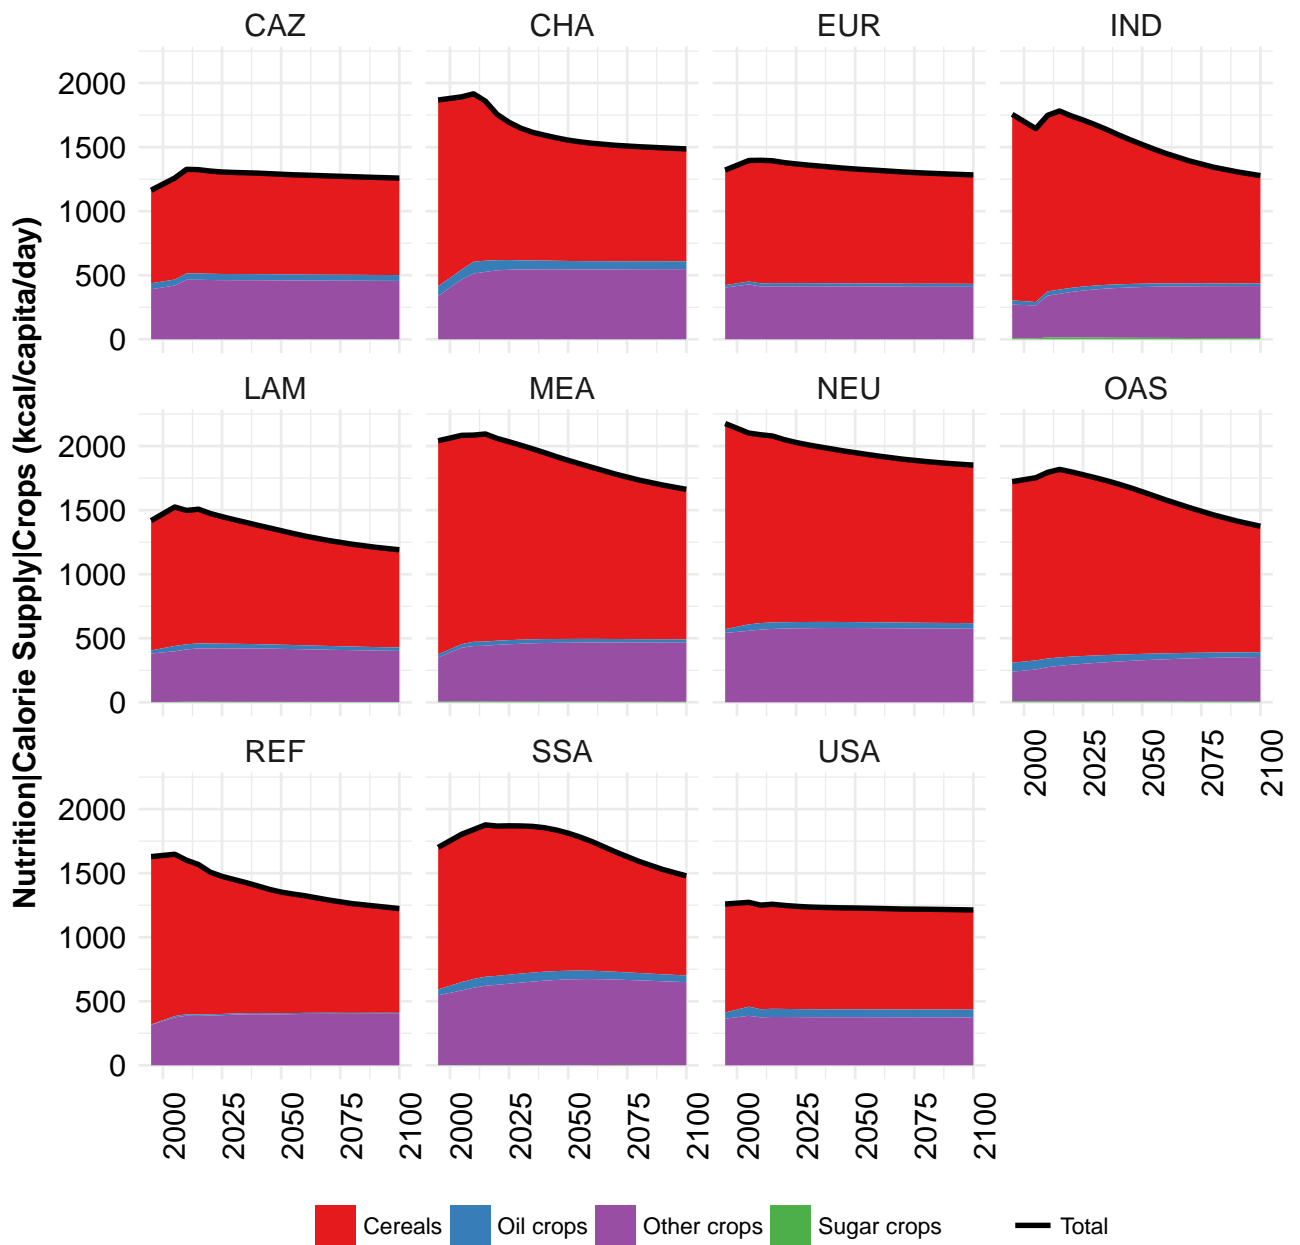 CAZ CHA EUR IND
2000
1500
1000
500
0
LAM MEA NEU OAS
2000
1500
1000
500
0
2000 2025 2050 2075 2100
REF SSA USA
2000
1500
1000
500
0
2000 2025 2050 2075 2100 2000 2025 2050 2075 2100 2000 2025 2050 2075 2100
Nutrition|Calorie Supply|Crops (kcal/capita/day)
Cereals Oil crops Other crops Sugar crops Total